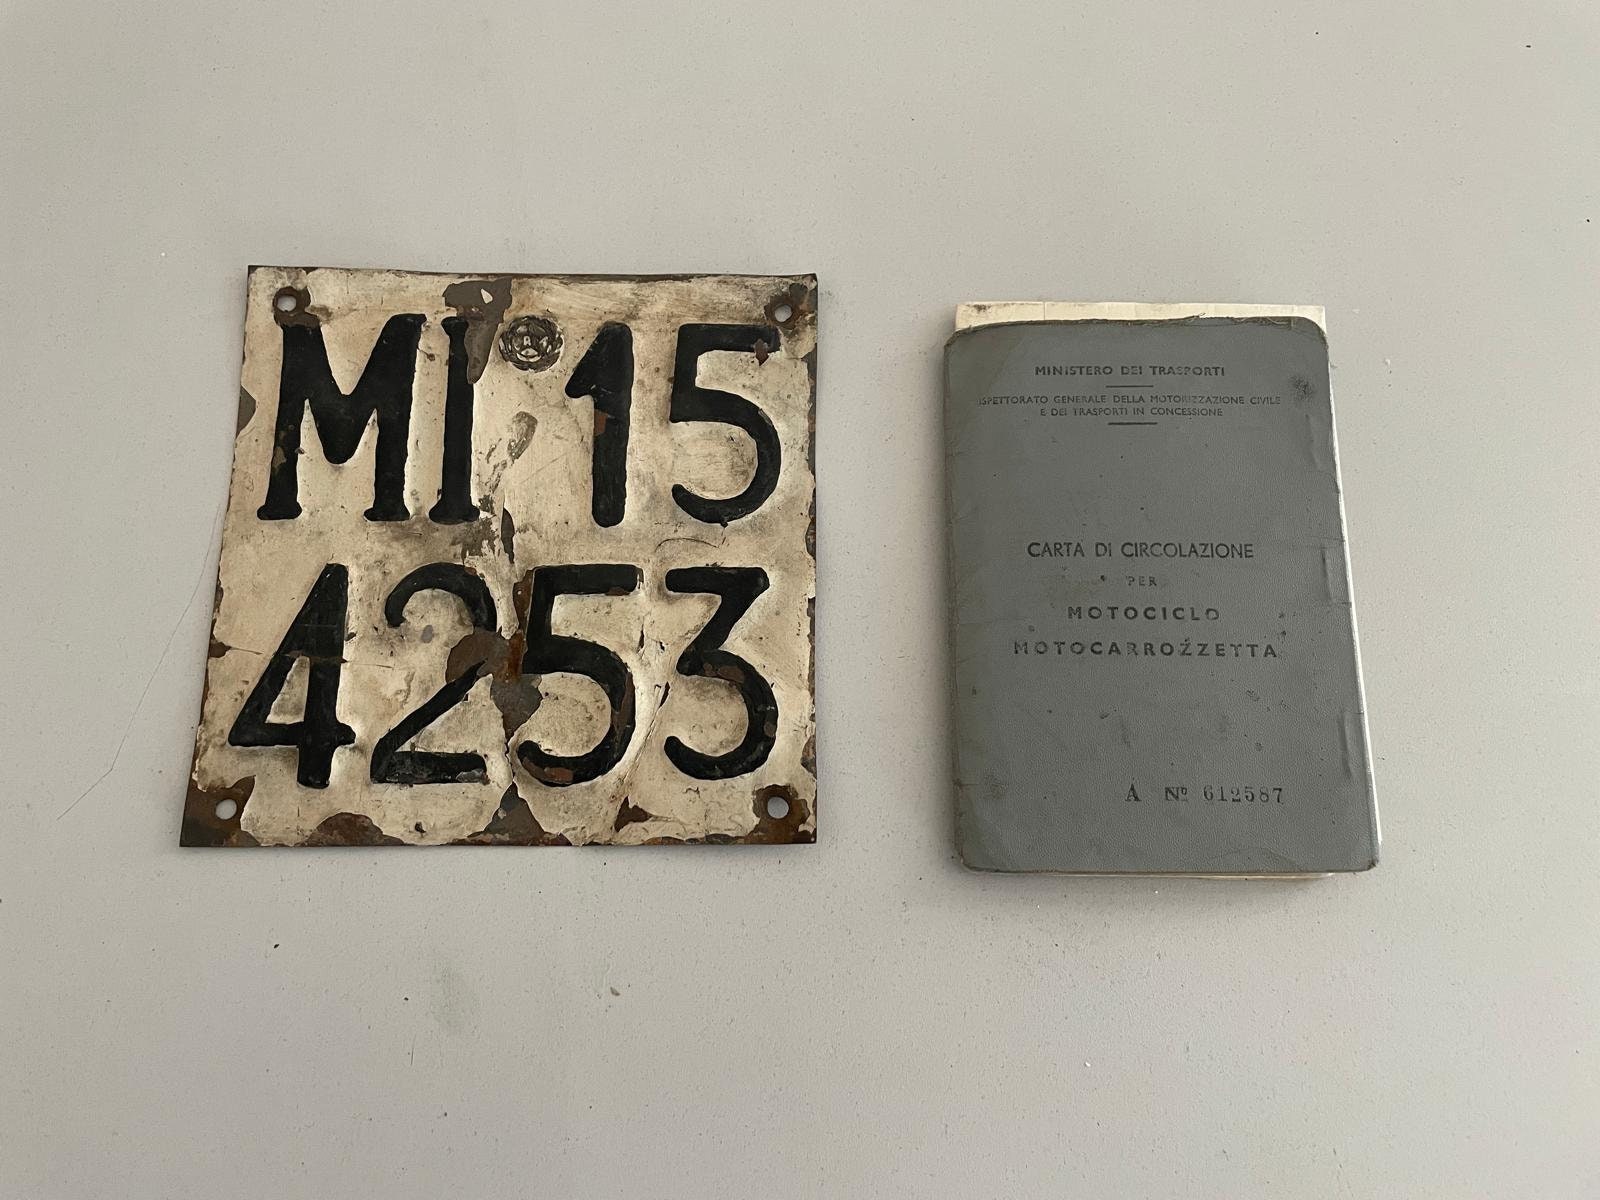 MI 15
4253
MINISTERO DEI TRASPORTI
ISPETTORATO GENERALE DELLA MOTORIZZAZIONE CIVILE
E DEI TRASPORTI IN CONCESSIONE
CARTA DI CIRCOLAZIONE
PER
MOTOCICLO
MOTOCARROZZETTA
A Nº 612587